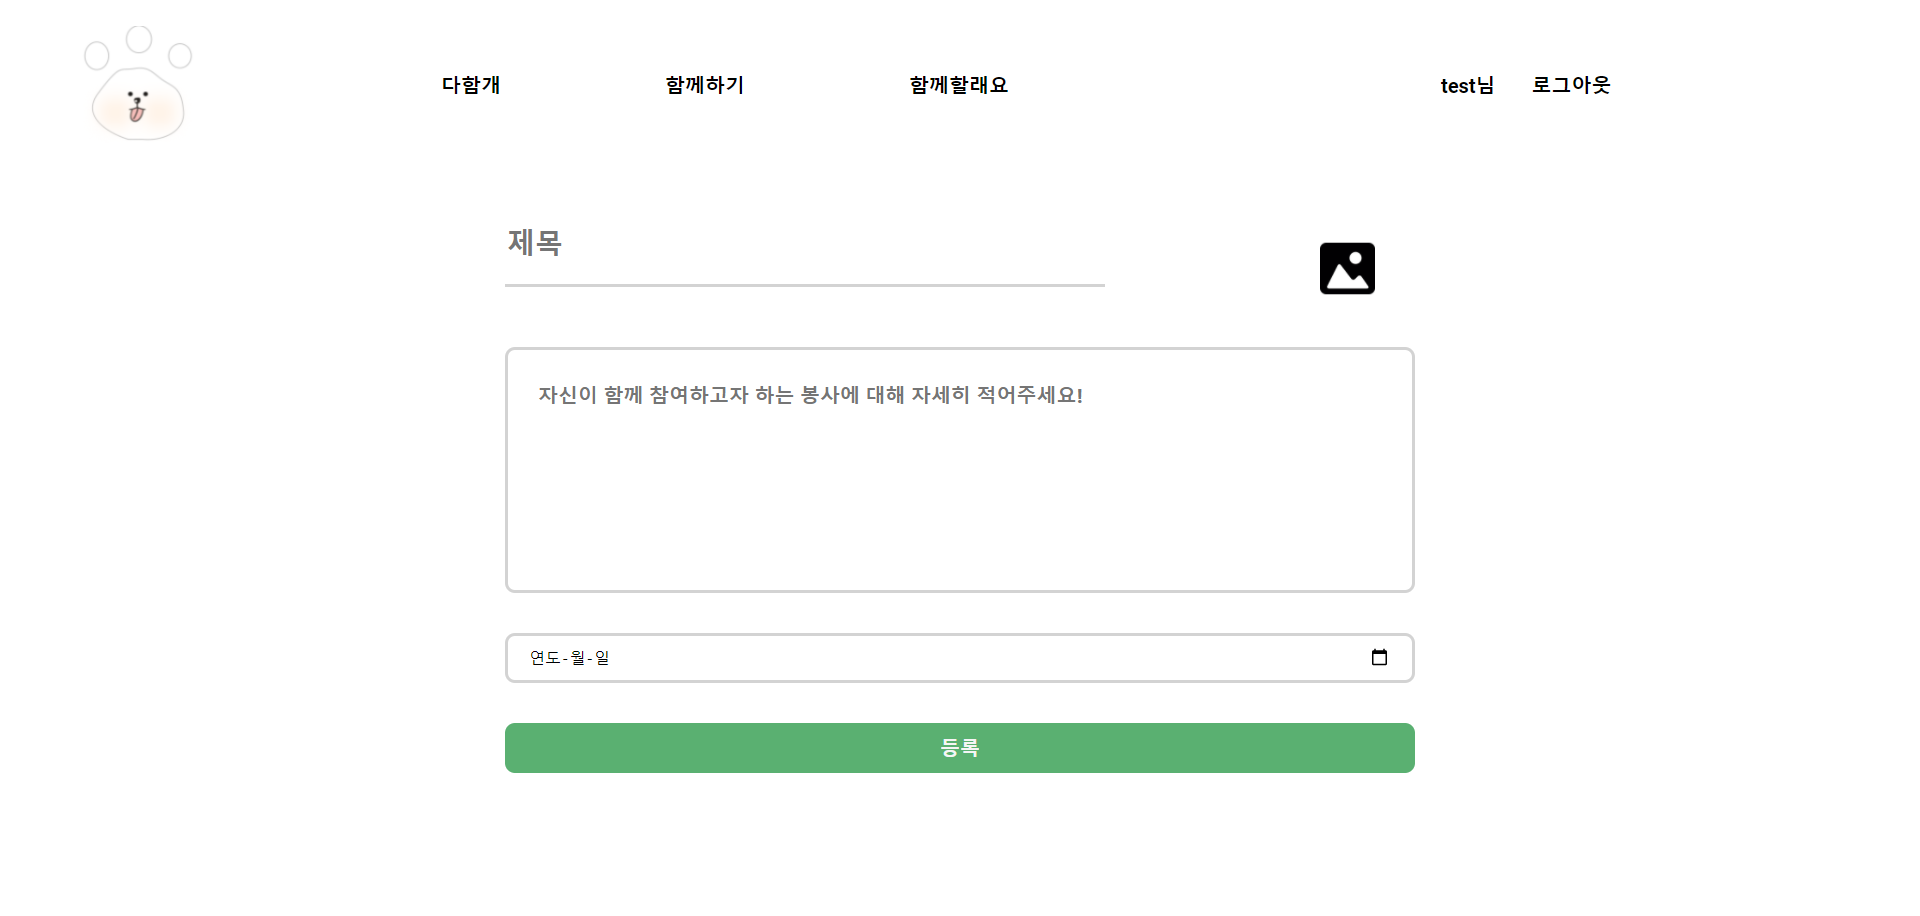 다함개 함께하기 함께할래요 test님 로그아웃
제목
자신이 함께 참여하고자 하는 봉사에 대해 자세히 적어주세요!
연도-월-일
등록